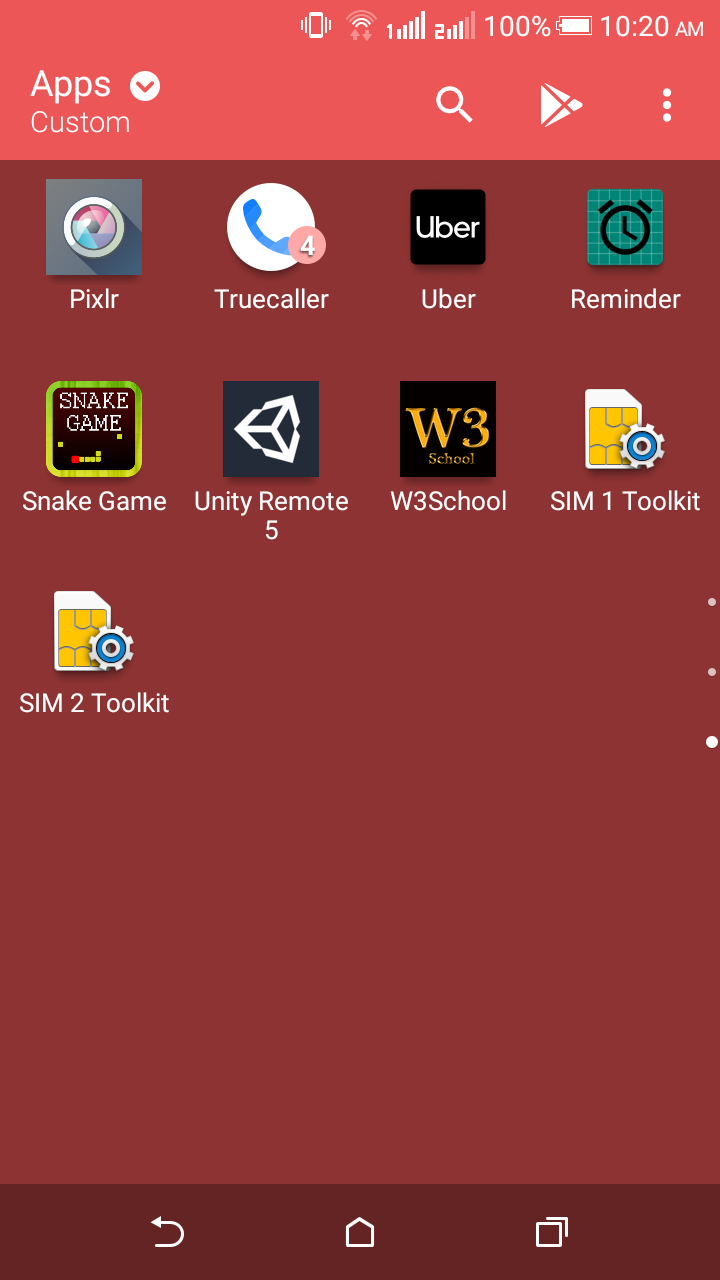 1 2 100% 10:20 AM
Apps
Custom
4
Uber
Pixlr Truecaller Uber Reminder
SNAKE
GAME
W3
School
Snake Game Unity Remote 5 W3School SIM 1 Toolkit
SIM 2 Toolkit